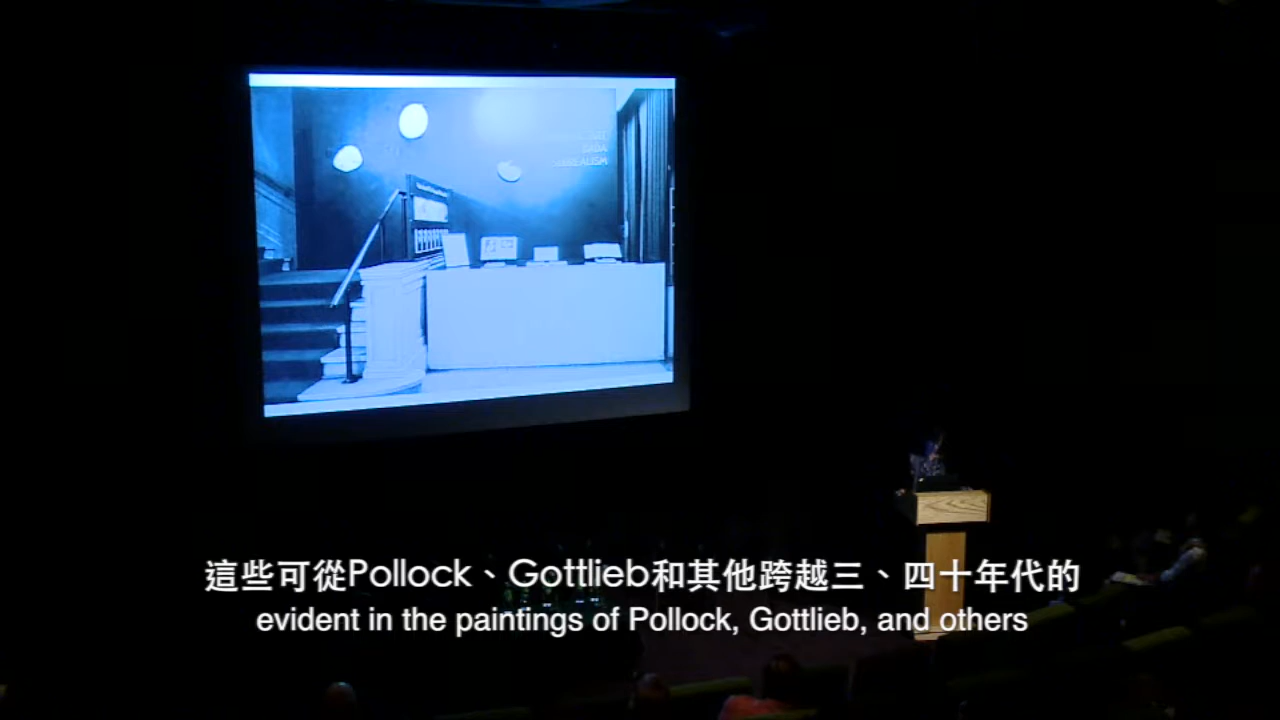 DADA
SURREALISM
這些可從Pollock、Gottlieb和其他跨越三、四十年代的
evident in the paintings of Pollock, Gottlieb, and others